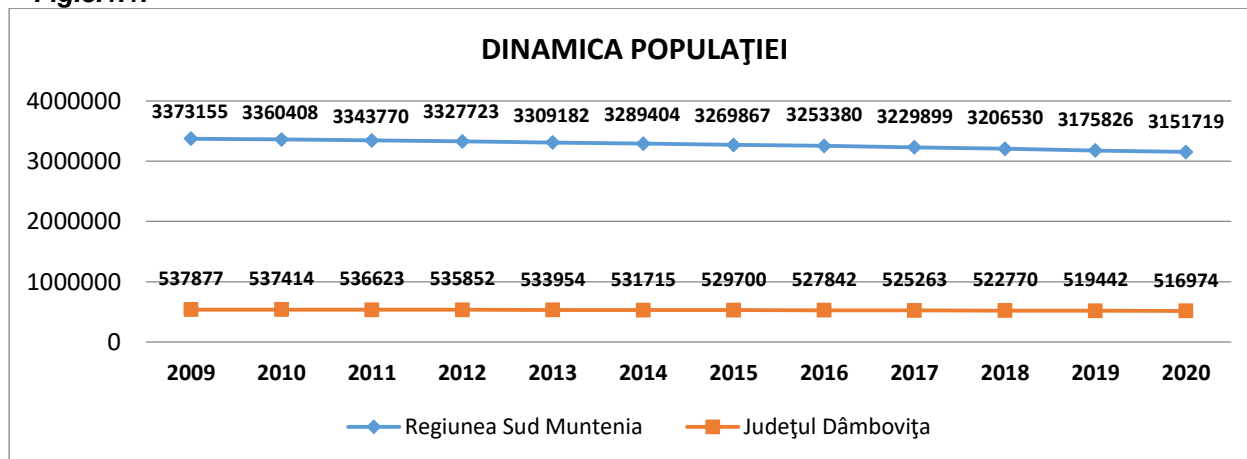 DINAMICA POPULAŢIEI
4000000
3373155 3360408 3343770 3327723 3309182 3289404 3269867 3253380 3229899 3206530 3175826 3151719
3000000
2000000
1000000
537877 537414 536623 535852 533954 531715 529700 527842 525263 522770 519442 516974
0
2009 2010 2011 2012 2013 2014 2015 2016 2017 2018 2019 2020
Regiunea Sud Muntenia Judeţul Dâmboviţa